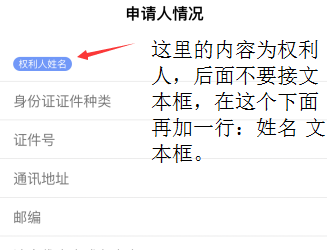 申请人情况
权利人姓名
这里的内容为权利
人，后面不要接文
本框，在这个下面
再加一行：姓名 文
本框。
身份证证件种类
证件号
通讯地址
邮编